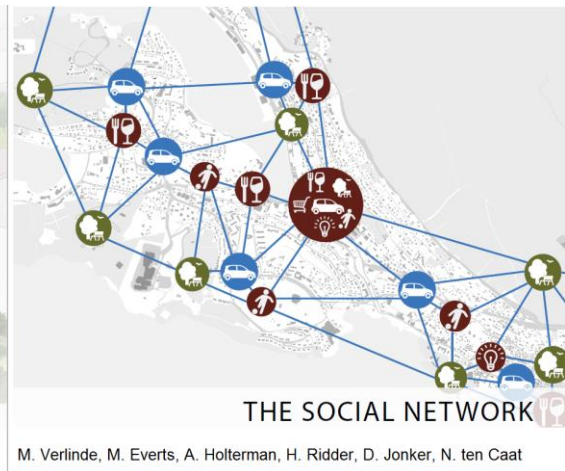 THE SOCIAL NETWORK
M. Verlinde, M. Everts, A. Holterman, H. Ridder, D. Jonker, N. ten Caat